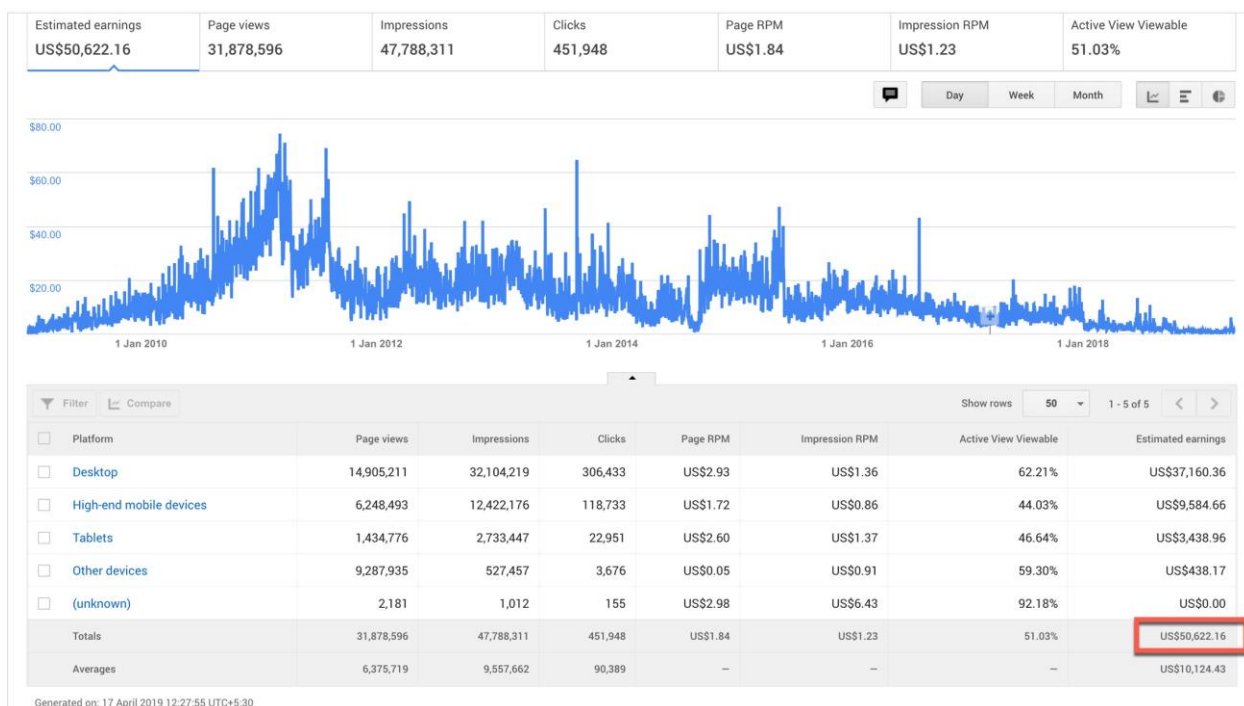 Estimated earnings Page views Impressions Clicks Page RPM Impression RPM Active View Viewable
US$50,622.16 31,878,596 47,788,311 451,948 US$1.84 US$1.23 51.03%
Day Week Month
$80.00
$60.00
$40.00
$20.00
1 Jan 2010 1 Jan 2012 1 Jan 2014 1 Jan 2016 1 Jan 2018
Filter Compare Show rows 50 1 - 5 of 5
Platform Page views Impressions Clicks Page RPM Impression RPM Active View Viewable Estimated earnings
Desktop 14,905,211 32,104,219 306,433 US$2.93 US$1.36 62.21% US$37,160.36
High-end mobile devices 6,248,493 12,422,176 118,733 US$1.72 US$0.86 44.03% US$9,584.66
Tablets 1,434,776 2,733,447 22,951 US$2.60 US$1.37 46.64% US$3,438.96
Other devices 9,287,935 527,457 3,676 US$0.05 US$0.91 59.30% US$438.17
(unknown) 2,181 1,012 155 US$2.98 US$6.43 92.18% US$0.00
Totals 31,878,596 47,788,311 451,948 US$1.84 US$1.23 51.03% US$50,622.16
Averages 6,375,719 9,557,662 90,389 – – – US$10,124.43
Generated on: 17 April 2019 12:27:55 UTC+5:30